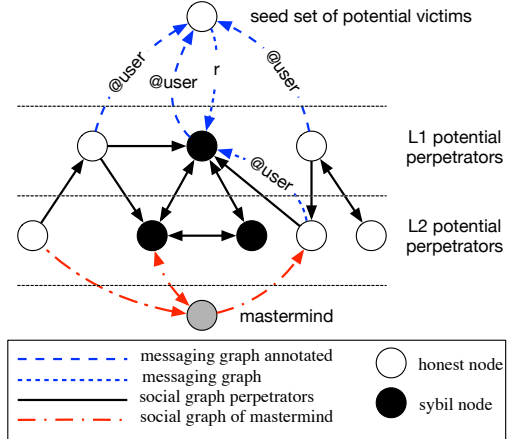 seed set of potential victims
@user
@user
r
@user
L1 potential
perpetrators
@user
L2 potential
perpetrators
mastermind
messaging graph annotated
messaging graph
social graph perpetrators
social graph of mastermind
honest node
sybil node